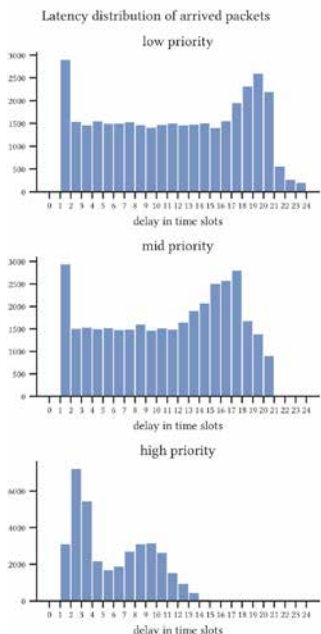 Latency distribution of arrived packets
low priority
3000
2500
2000
1500
1000
500
0
0 1 2 3 4 5 6 7 8 9 10 11 12 13 14 15 16 17 18 19 20 21 22 23 24
delay in time slots
mid priority
3000
2500
2000
1500
1000
500
0
0 1 2 3 4 5 6 7 8 9 10 11 12 13 14 15 16 17 18 19 20 21 22 23 24
delay in time slots
high priority
6000
4000
2000
0
0 1 2 3 4 5 6 7 8 9 10 11 12 13 14 15 16 17 18 19 20 21 22 23 24
delay in time slots